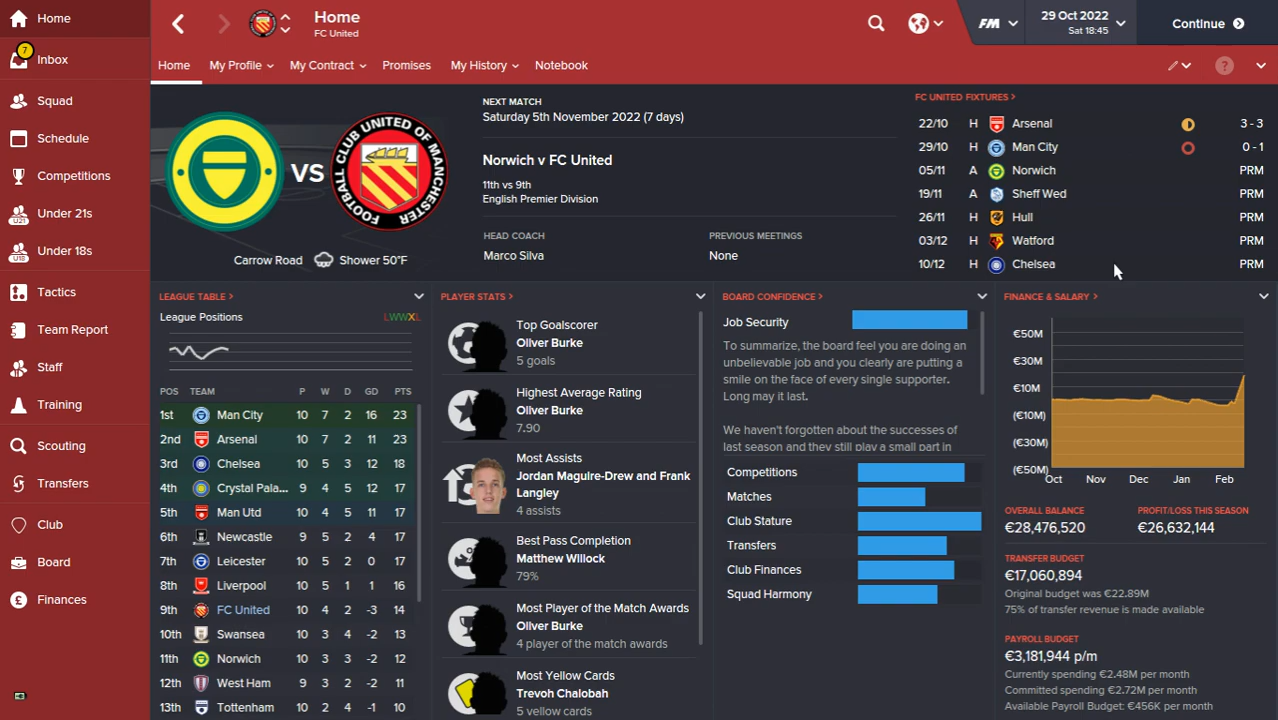 Home
7
Inbox
Squad
Schedule
Competitions
U21
Under 21s
U18
Under 18s
Tactics
Team Report
Staff
Training
Scouting
Transfers
Club
Board
Finances
Home
FC United
FM
29 Oct 2022
Sat 18:45
Continue
Home My Profile My Contract Promises My History Notebook
?
VS
FOOTBALL CLUB UNITED OF MANCHESTER
Carrow Road Shower 50°F
NEXT MATCH
Saturday 5th November 2022 (7 days)
Norwich v FC United
11th vs 9th
English Premier Division
HEAD COACH
Marco Silva
PREVIOUS MEETINGS
None
FC UNITED FIXTURES >
22/10 H Arsenal 3 - 3
29/10 H Man City 0 - 1
05/11 A Norwich PRM
19/11 A Sheff Wed PRM
26/11 H Hull PRM
03/12 H Watford PRM
10/12 H Chelsea PRM
LEAGUE TABLE >
League Positions LWWXL
POS TEAM P W D GD PTS
1st Man City 10 7 2 16 23
2nd Arsenal 10 7 2 11 23
3rd Chelsea 10 5 3 12 18
4th Crystal Pala... 9 4 5 12 17
5th Man Utd 10 4 5 11 17
6th Newcastle 9 5 2 4 17
7th Leicester 10 5 2 0 17
8th Liverpool 10 5 1 1 16
9th FC United 10 4 2 -3 14
10th Swansea 10 3 4 -2 13
11th Norwich 10 3 3 -2 12
12th West Ham 9 3 2 -2 11
13th Tottenham 10 2 4 -1 10
PLAYER STATS >
Top Goalscorer
Oliver Burke
5 goals
Highest Average Rating
Oliver Burke
7.90
Most Assists
Jordan Maguire-Drew and Frank
Langley
4 assists
Best Pass Completion
Matthew Willock
79%
Most Player of the Match Awards
Oliver Burke
4 player of the match awards
Most Yellow Cards
Trevoh Chalobah
5 yellow cards
BOARD CONFIDENCE >
Job Security
To summarize, the board feel you are doing an
unbelievable job and you clearly are putting a
smile on the face of every single supporter.
Long may it last.
We haven't forgotten about the successes of
last season and they still play a small part in
Competitions
Matches
Club Stature
Transfers
Club Finances
Squad Harmony
FINANCE & SALARY >
€50M
€30M
€10M
(€10M)
(€30M)
(€50M)
Oct Nov Dec Jan Feb
OVERALL BALANCE
€28,476,520
PROFIT/LOSS THIS SEASON
€26,632,144
TRANSFER BUDGET
€17,060,894
Original budget was €22.89M
75% of transfer revenue is made available
PAYROLL BUDGET
€3,181,944 p/m
Currently spending €2.48M per month
Committed spending €2.72M per month
Available Payroll Budget: €456K per month